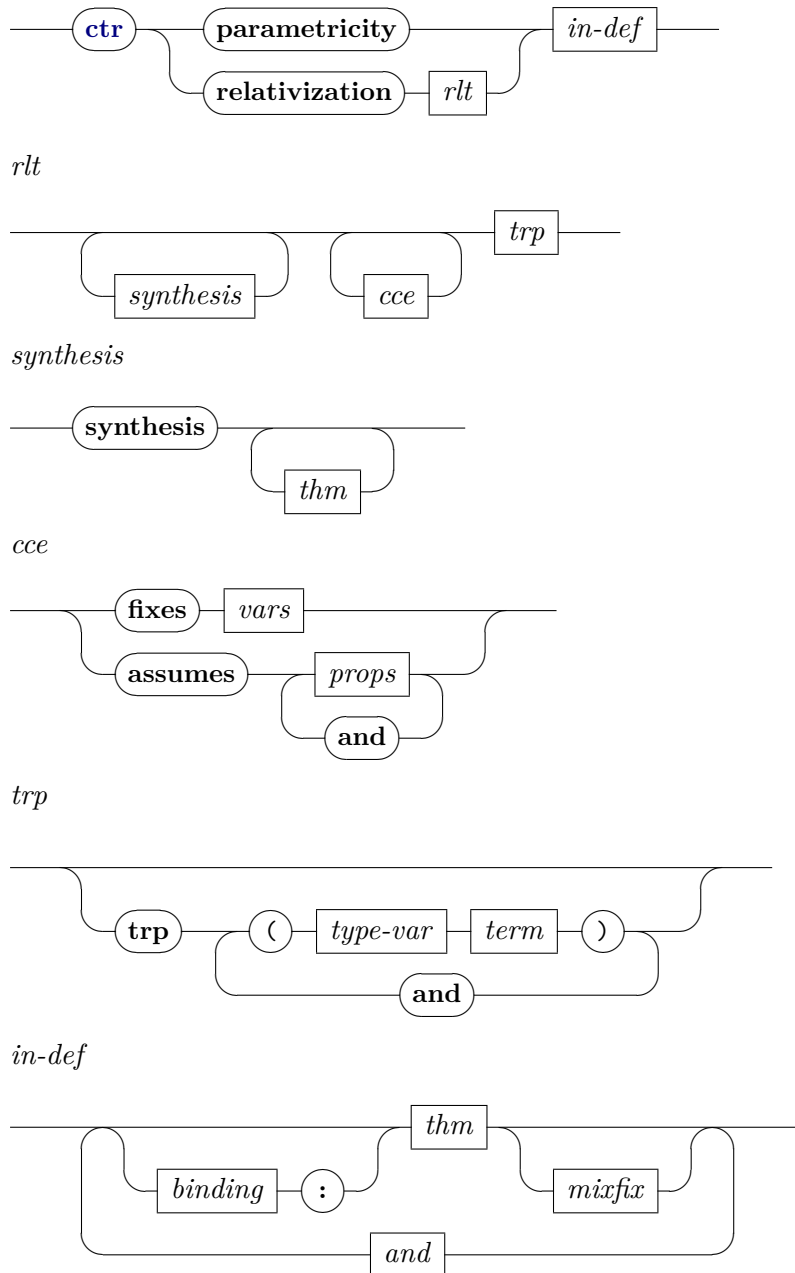 ctr parametricity in-def
relativization rlt
rlt
trp
synthesis cce
synthesis
synthesis
thm
cce
fixes vars
assumes props
and
trp
trp ( type-var term )
and
in-def
thm
binding : mixfix
and